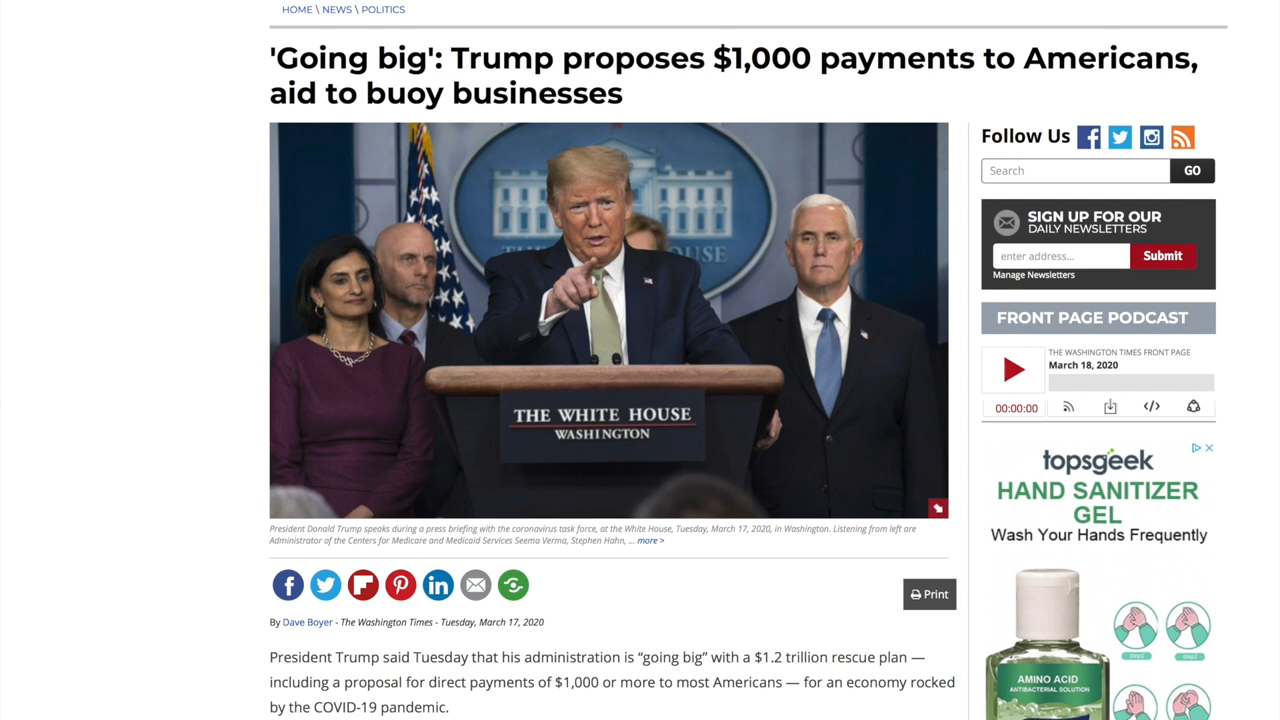 HOME \ NEWS \ POLITICS
'Going big': Trump proposes $1,000 payments to Americans,
aid to buoy businesses
THE WHITE HOUSE
WASHINGTON
President Donald Trump speaks during a press briefing with the coronavirus task force, at the White House, Tuesday, March 17, 2020, in Washington. Listening from left are
Administrator of the Centers for Medicare and Medicaid Services Seema Verma, Stephen Hahn, ... more >
Print
By Dave Boyer - The Washington Times - Tuesday, March 17, 2020
President Trump said Tuesday that his administration is “going big” with a $1.2 trillion rescue plan —
including a proposal for direct payments of $1,000 or more to most Americans — for an economy rocked
by the COVID-19 pandemic.
Follow Us
Search
GO
SIGN UP FOR OUR
DAILY NEWSLETTERS
enter address...
Submit
Manage Newsletters
FRONT PAGE PODCAST
THE WASHINGTON TIMES FRONT PAGE
March 18, 2020
00:00:00
topsgeek
HAND SANITIZER
GEL
Wash Your Hands Frequently
step1
step2
AMINO ACID
ANTIBACTERIAL SOLUTION